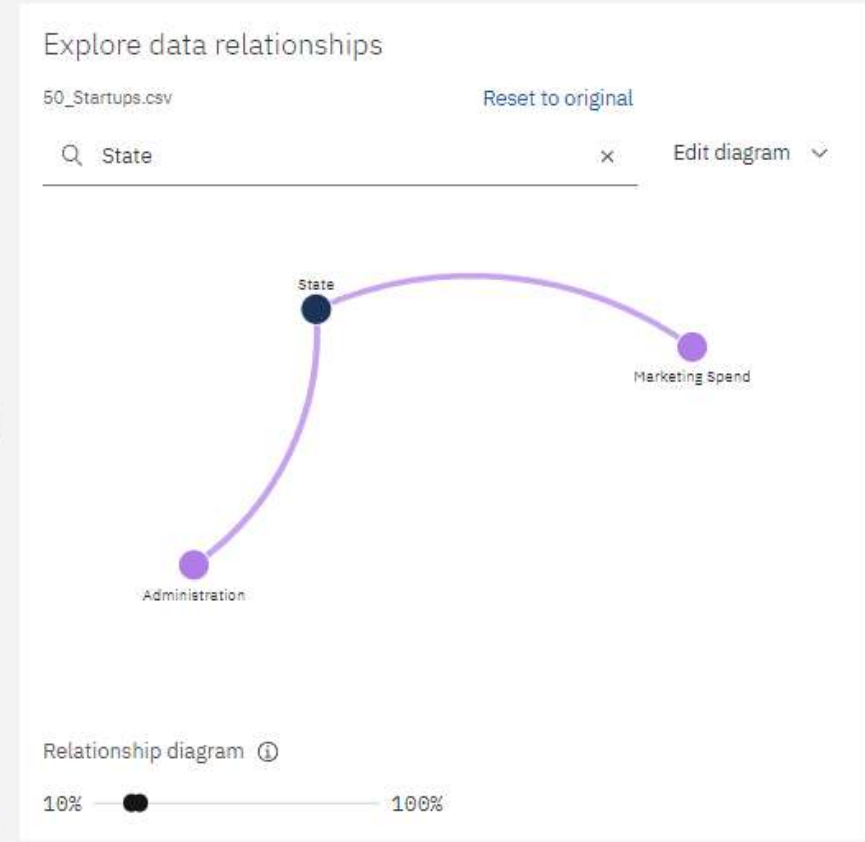 Explore data relationships
50_Startups.csv
Reset to original
State
Edit diagram
State
Marketing Spend
Administration
Relationship diagram
10%
100%